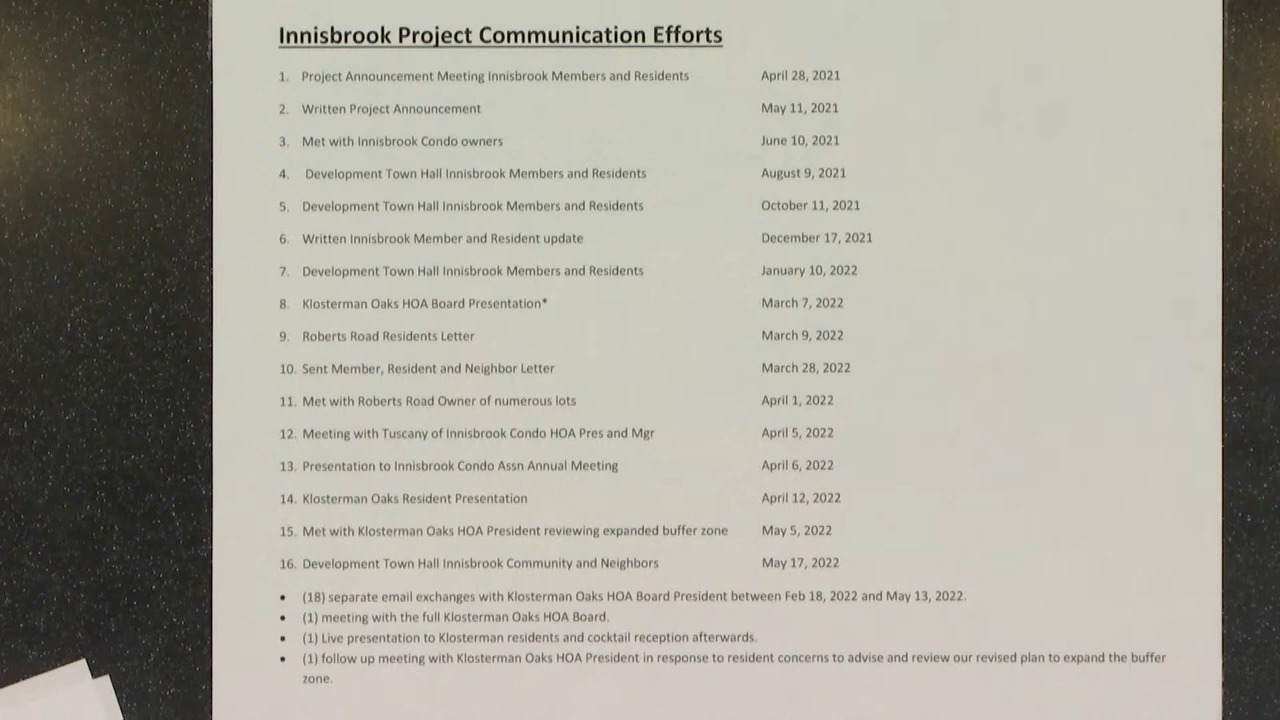 Innisbrook Project Communication Efforts
1. Project Announcement Meeting Innisbrook Members and Residents April 28, 2021
2. Written Project Announcement May 11, 2021
3. Met with Innisbrook Condo owners June 10, 2021
4. Development Town Hall Innisbrook Members and Residents August 9, 2021
5. Development Town Hall Innisbrook Members and Residents October 11, 2021
6. Written Innisbrook Member and Resident update December 17, 2021
7. Development Town Hall Innisbrook Members and Residents January 10, 2022
8. Klosterman Oaks HOA Board Presentation* March 7, 2022
9. Roberts Road Residents Letter March 9, 2022
10. Sent Member, Resident and Neighbor Letter March 28, 2022
11. Met with Roberts Road Owner of numerous lots April 1, 2022
12. Meeting with Tuscany of Innisbrook Condo HOA Pres and Mgr April 5, 2022
13. Presentation to Innisbrook Condo Assn Annual Meeting April 6, 2022
14. Klosterman Oaks Resident Presentation April 12, 2022
15. Met with Klosterman Oaks HOA President reviewing expanded buffer zone May 5, 2022
16. Development Town Hall Innisbrook Community and Neighbors May 17, 2022
• (18) separate email exchanges with Klosterman Oaks HOA Board President between Feb 18, 2022 and May 13, 2022.
• (1) meeting with the full Klosterman Oaks HOA Board.
• (1) Live presentation to Klosterman residents and cocktail reception afterwards.
• (1) follow up meeting with Klosterman Oaks HOA President in response to resident concerns to advise and review our revised plan to expand the buffer
zone.